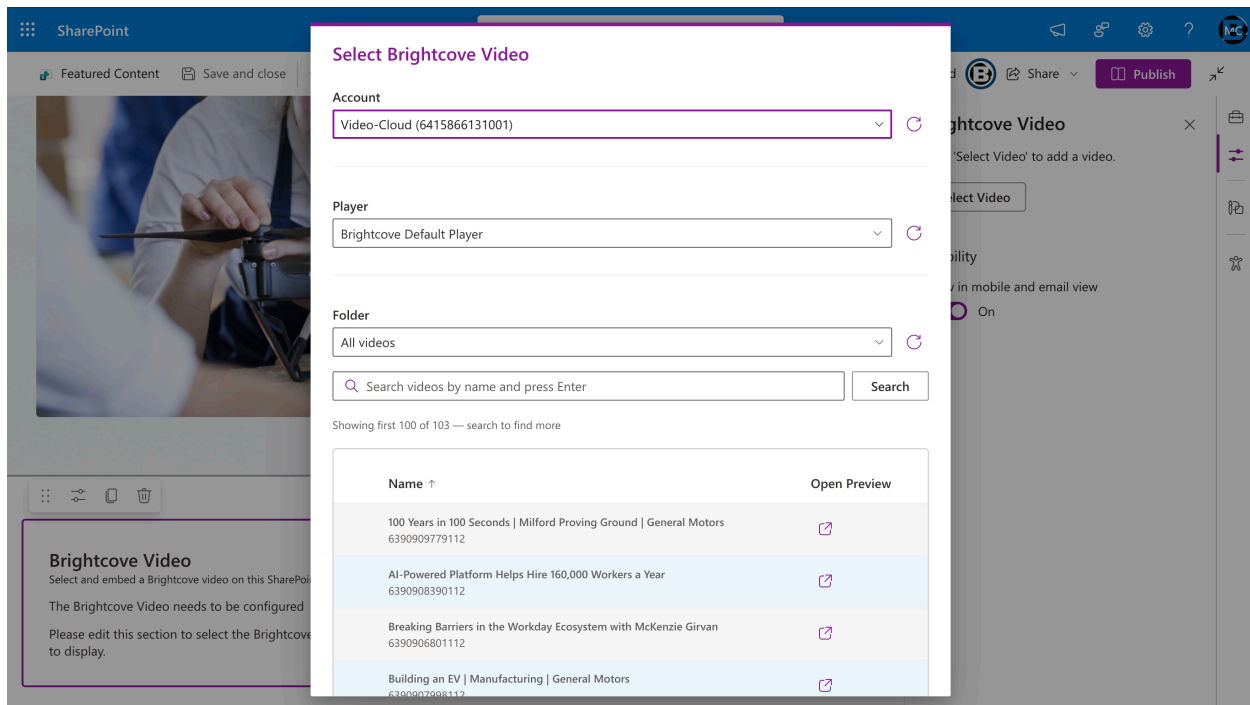 SharePoint
MC
Featured Content
Save and close
B
Share
Publish
Select Brightcove Video
Account
Video-Cloud (6415866131001)
Player
Brightcove Default Player
Folder
All videos
Search videos by name and press Enter
Search
Showing first 100 of 103 — search to find more
Name ↑
Open Preview
100 Years in 100 Seconds | Milford Proving Ground | General Motors
6390909779112
AI-Powered Platform Helps Hire 160,000 Workers a Year
6390908390112
Breaking Barriers in the Workday Ecosystem with McKenzie Girvan
6390906801112
Building an EV | Manufacturing | General Motors
6390907998112
Video
'Select Video' to add a video.
Video
in mobile and email view
On
Brightcove Video
Select and embed a Brightcove video on this
The Brightcove Video needs to be configured
Please edit this section to select the Brightcove
to display.